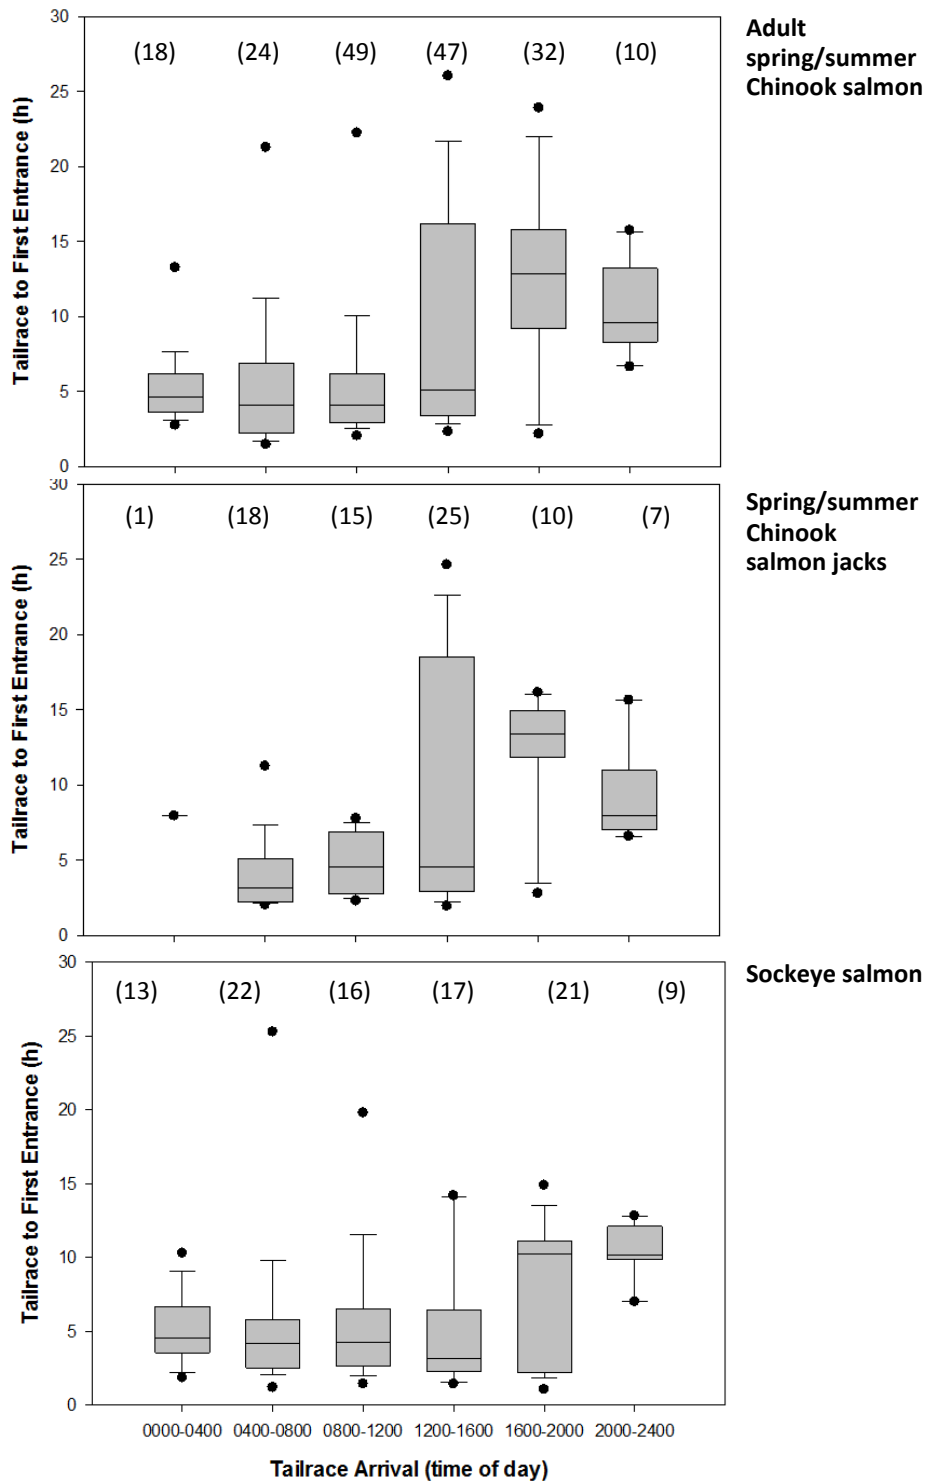 30
25
20
15
10
5
0
Tailrace to First Entrance (h)
(18) (24) (49) (47) (32) (10)
Adult
spring/summer
Chinook salmon
30
25
20
15
10
5
0
Tailrace to First Entrance (h)
(1) (18) (15) (25) (10) (7)
Spring/summer
Chinook
salmon jacks
30
25
20
15
10
5
0
Tailrace to First Entrance (h)
(13) (22) (16) (17) (21) (9)
Sockeye salmon
0000-0400 0400-0800 0800-1200 1200-1600 1600-2000 2000-2400
Tailrace Arrival (time of day)